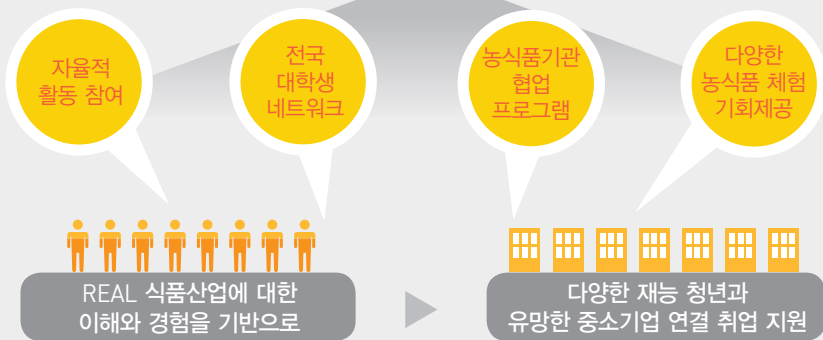 자율적
활동 참여
전국
대학생
네트워크
농식품기관
협업
프로그램
다양한
농식품 체험
기회제공
REAL 식품산업에 대한
이해와 경험을 기반으로
다양한 재능 청년과
유망한 중소기업 연결 취업 지원